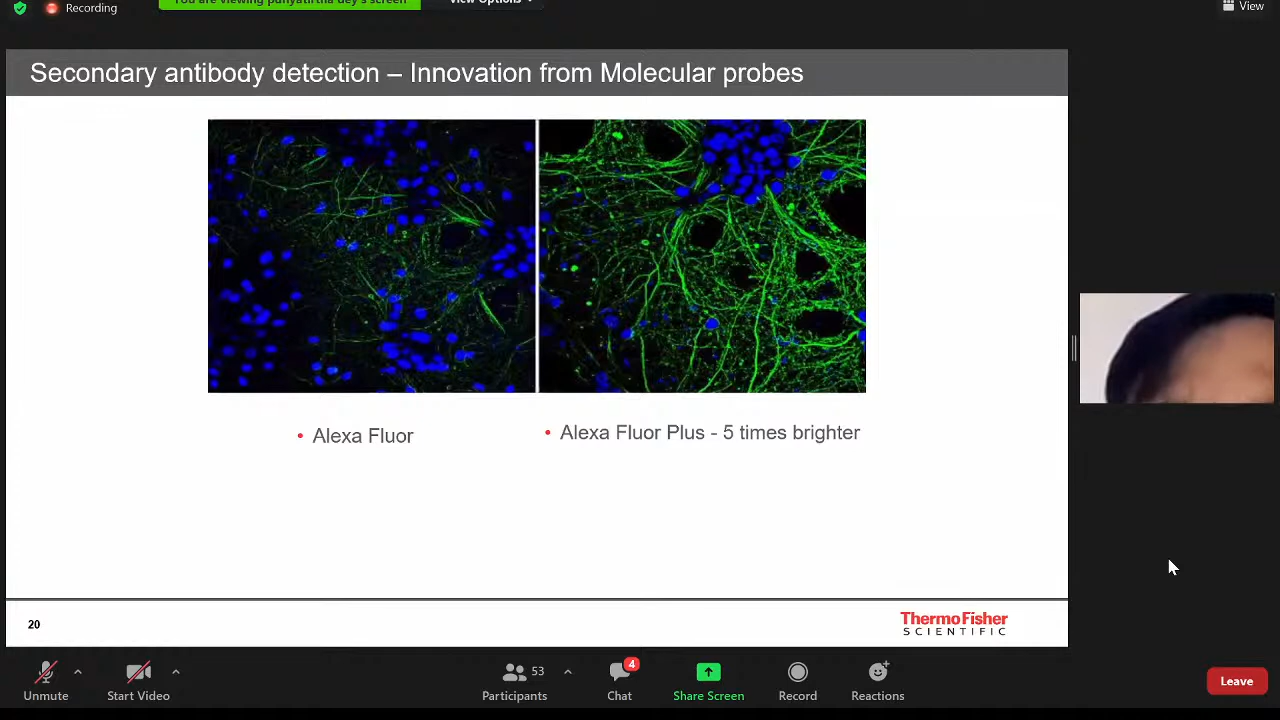 Recording
You are viewing punyatirtha dey's screen
View Options
View
Secondary antibody detection – Innovation from Molecular probes
• Alexa Fluor
• Alexa Fluor Plus - 5 times brighter
20
ThermoFisher
SCIENTIFIC
53
4
Unmute
Start Video
Participants
Chat
Share Screen
Record
Reactions
Leave